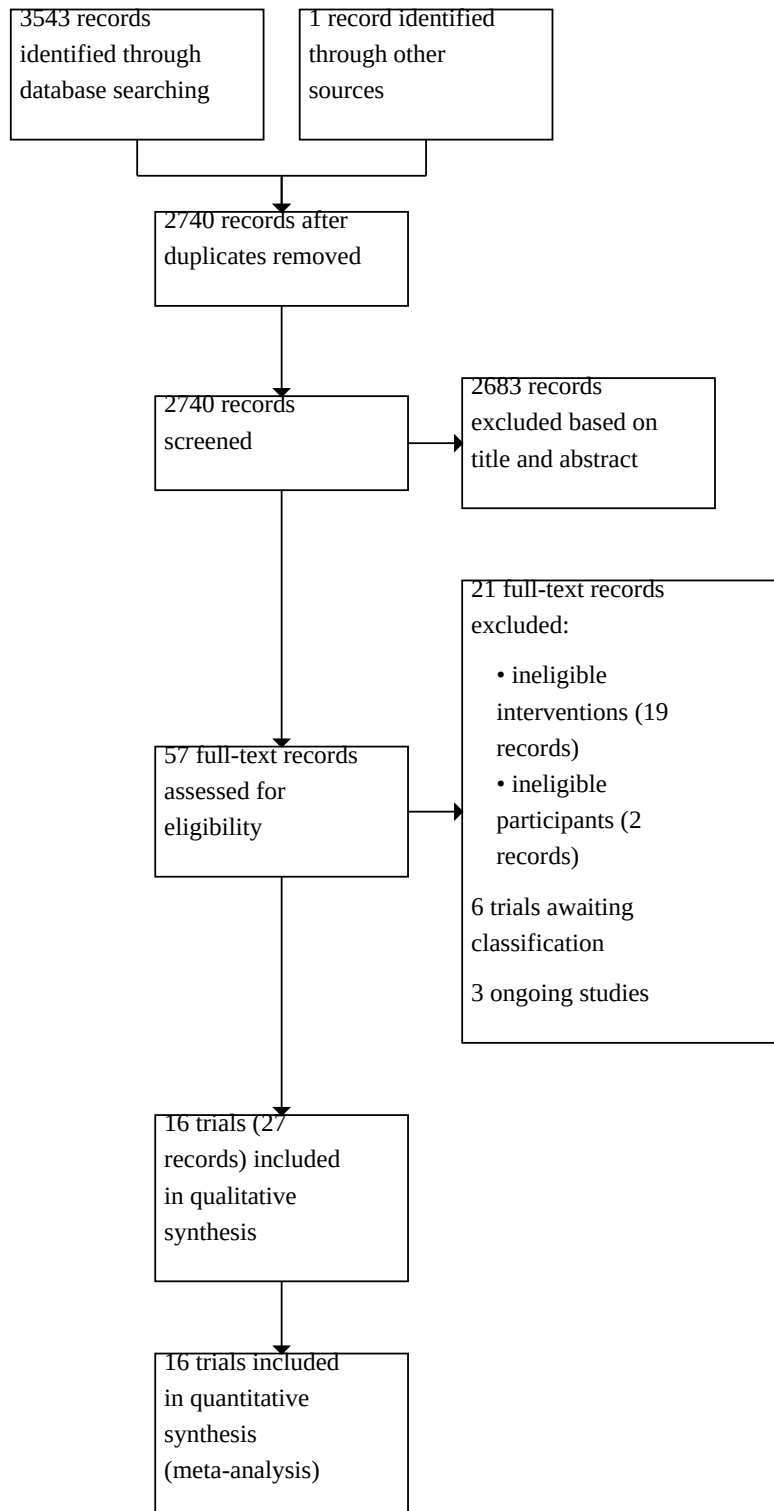 3543 records
identified through
database searching
1 record identified
through other
sources
2740 records after
duplicates removed
2740 records
screened
2683 records
excluded based on
title and abstract
21 full-text records
excluded:
• ineligible
interventions (19
records)
• ineligible
participants (2
records)
6 trials awaiting
classification
3 ongoing studies
57 full-text records
assessed for
eligibility
16 trials (27
records) included
in qualitative
synthesis
16 trials included
in quantitative
synthesis
(meta-analysis)